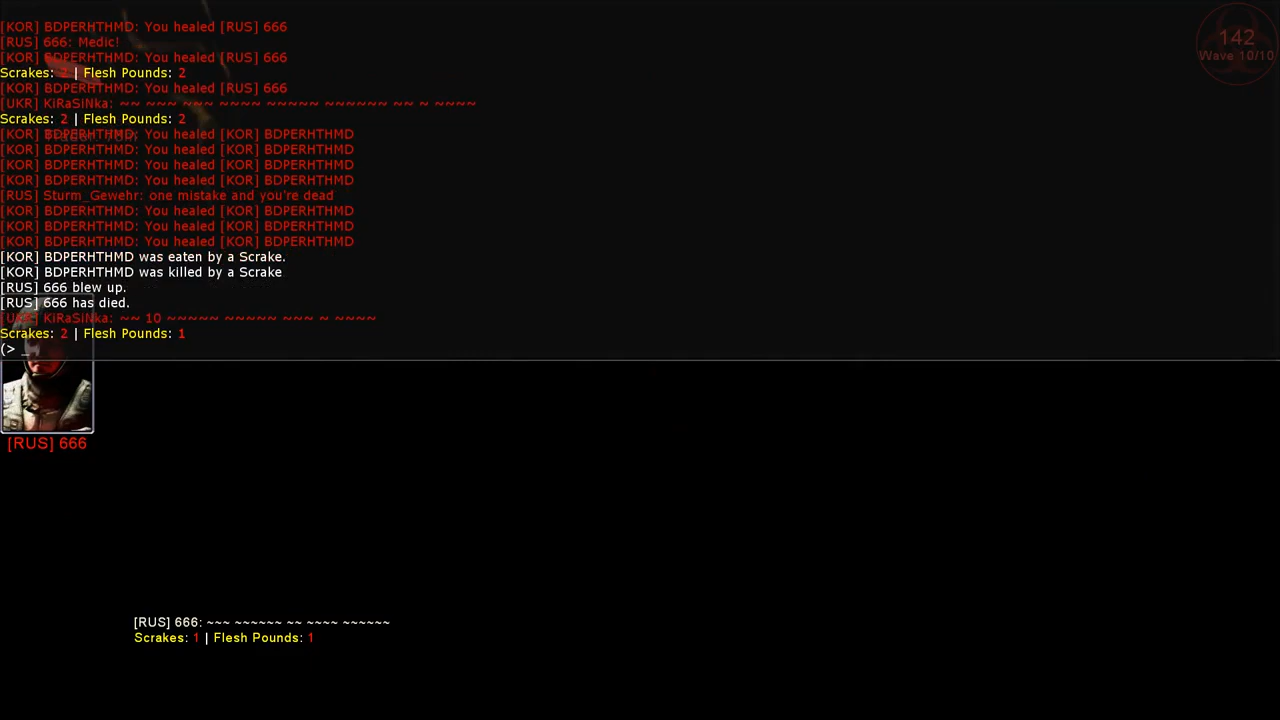 [KOR] BDPERHTHMD: You healed [RUS] 666
[RUS] 666: Medic!
[KOR] BDPERHTHMD: You healed [RUS] 666
Scrakes: 2 | Flesh Pounds: 2
[KOR] BDPERHTHMD: You healed [RUS] 666
[UKR] KiRaSiNka: ~~ ~~~ ~~~ ~~~~ ~~~~~ ~~~~~~ ~~ ~ ~~~~
Scrakes: 2 | Flesh Pounds: 2
[KOR] BDPERHTHMD: You healed [KOR] BDPERHTHMD
[KOR] BDPERHTHMD: You healed [KOR] BDPERHTHMD
[KOR] BDPERHTHMD: You healed [KOR] BDPERHTHMD
[KOR] BDPERHTHMD: You healed [KOR] BDPERHTHMD
[RUS] Sturm_Gewehr: one mistake and you're dead
[KOR] BDPERHTHMD: You healed [KOR] BDPERHTHMD
[KOR] BDPERHTHMD: You healed [KOR] BDPERHTHMD
[KOR] BDPERHTHMD: You healed [KOR] BDPERHTHMD
[KOR] BDPERHTHMD was eaten by a Scrake.
[KOR] BDPERHTHMD was killed by a Scrake
[RUS] 666 blew up.
[RUS] 666 has died.
[UKR] KiRaSiNka: ~~ 10 ~~~~~ ~~~~~ ~~~ ~ ~~~~
Scrakes: 2 | Flesh Pounds: 1
(> _
142
Wave 10/10
[RUS] 666
[RUS] 666: ~~~ ~~~~~~ ~~ ~~~~ ~~~~~~
Scrakes: 1 | Flesh Pounds: 1